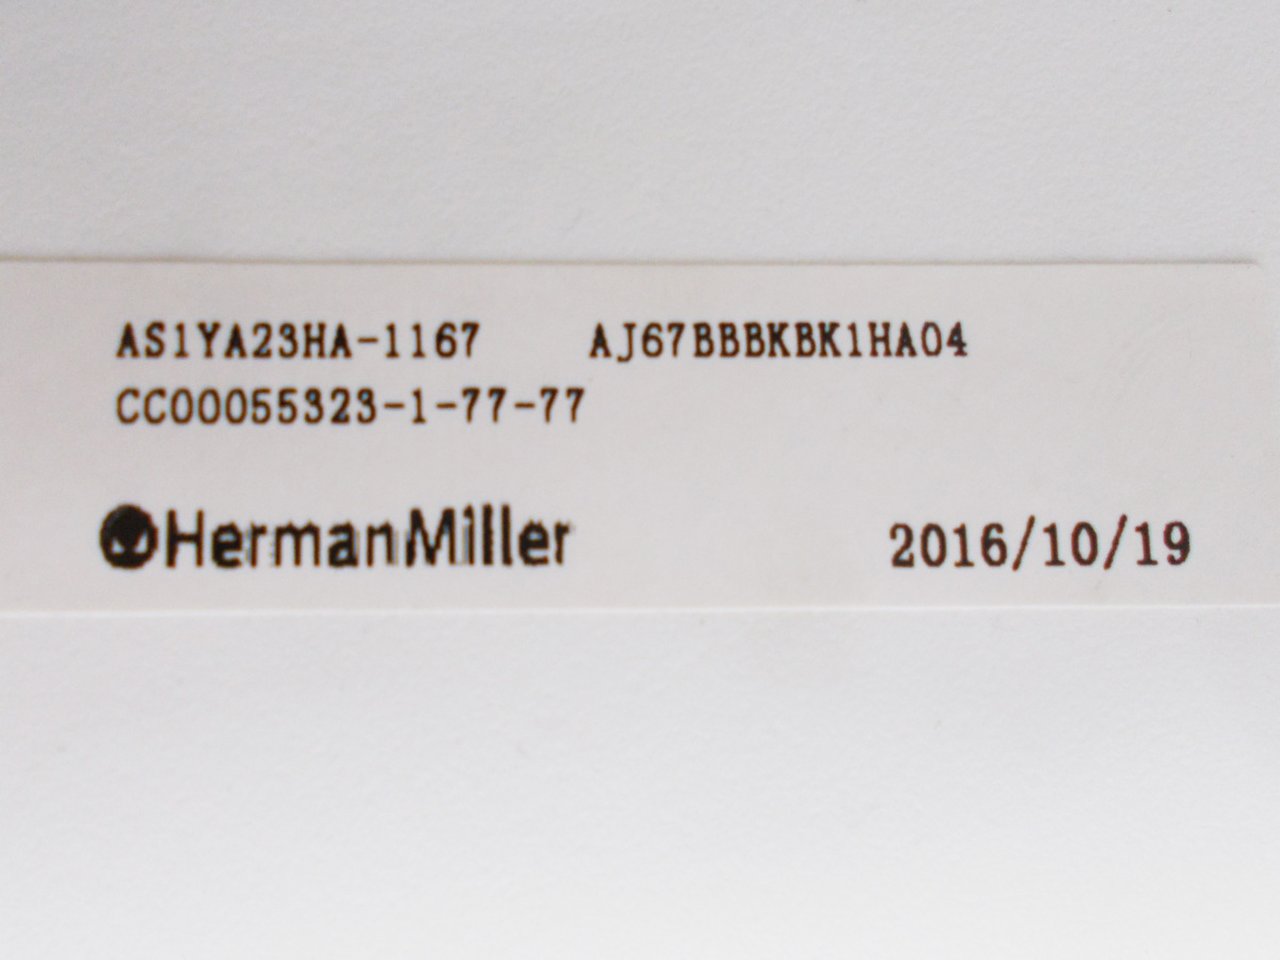 AS1YA23HA-1167 AJ67BBBKBK1HA04
CC00055323-1-77-77
HermanMiller 2016/10/19